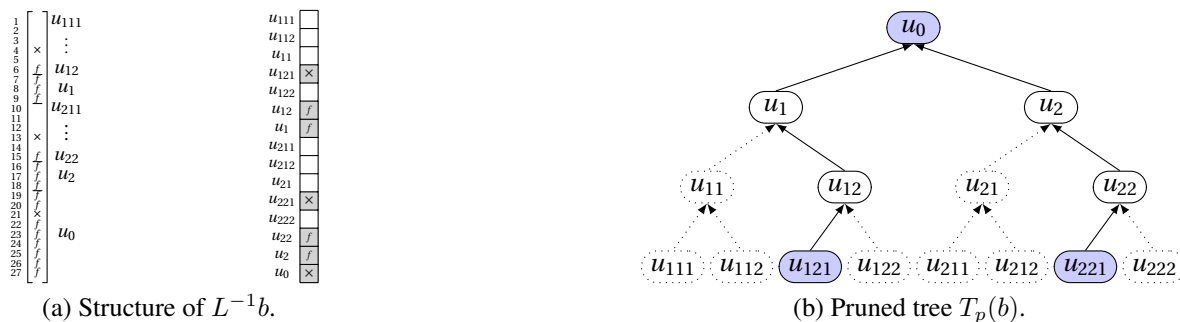 1 u₁₁₁
2
3 ⋮
4 ×
6 f u₁₂
7 f
8 f u₁
9 f
10 u₂₁₁
11
12 ⋮
13 ×
15 f u₂₂
16 f
17 f u₂
18 f
19 f
20 f
21 ×
22 f
23 f u₀
24 f
25 f
26 f
27 f
u₁₁₁
u₁₁₂
u₁₁
u₁₂₁ ×
u₁₂₂
u₁₂ f
u₁ f
u₂₁₁
u₂₁₂
u₂₁
u₂₂₁ ×
u₂₂₂
u₂₂ f
u₂ f
u₀ ×
(a) Structure of L⁻¹b.
u₀
u₁ u₂
u₁₁ u₁₂ u₂₁ u₂₂
u₁₁₁ u₁₁₂ u₁₂₁ u₁₂₂ u₂₁₁ u₂₁₂ u₂₂₁ u₂₂₂
(b) Pruned tree Tₚ(b).